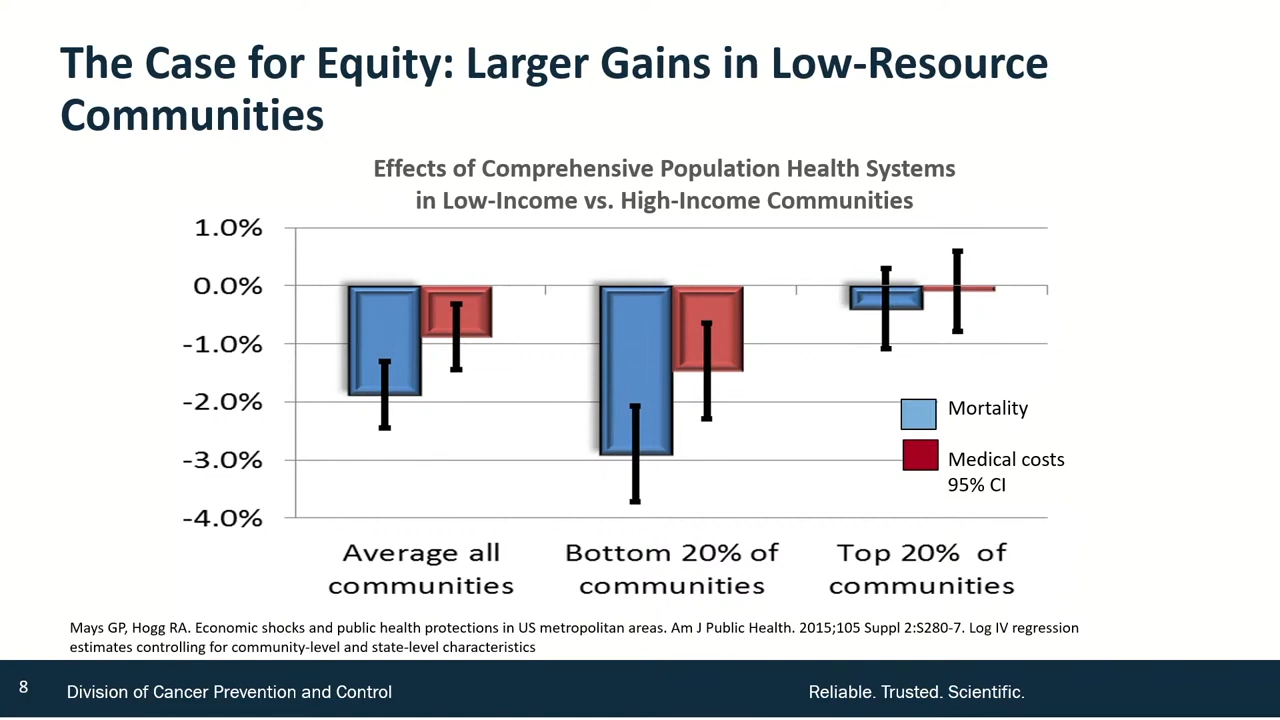 The Case for Equity: Larger Gains in Low-Resource
Communities
Effects of Comprehensive Population Health Systems
in Low-Income vs. High-Income Communities
1.0%
0.0%
-1.0%
-2.0%
-3.0%
-4.0%
Mortality
Medical costs
95% CI
Average all
communities
Bottom 20% of
communities
Top 20%  of
communities
Mays GP, Hogg RA. Economic shocks and public health protections in US metropolitan areas. Am J Public Health. 2015;105 Suppl 2:S280-7. Log IV regression
estimates controlling for community-level and state-level characteristics
8
Division of Cancer Prevention and Control
Reliable. Trusted. Scientific.